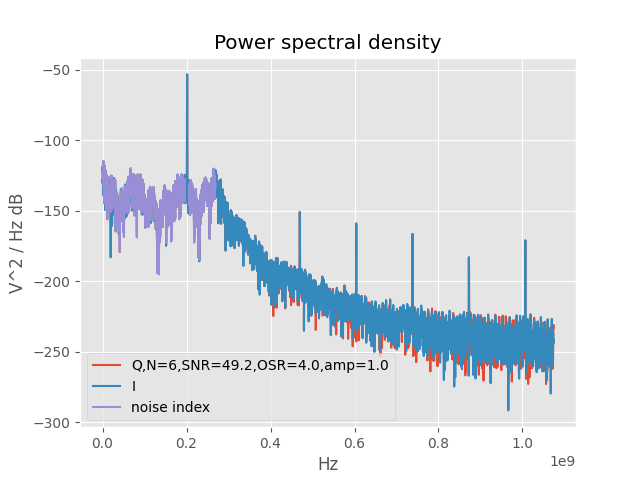 Power spectral density
V^2 / Hz dB
−50
−100
−150
−200
−250
−300
Q,N=6,SNR=49.2,OSR=4.0,amp=1.0
I
noise index
0.0 0.2 0.4 0.6 0.8 1.0
1e9
Hz